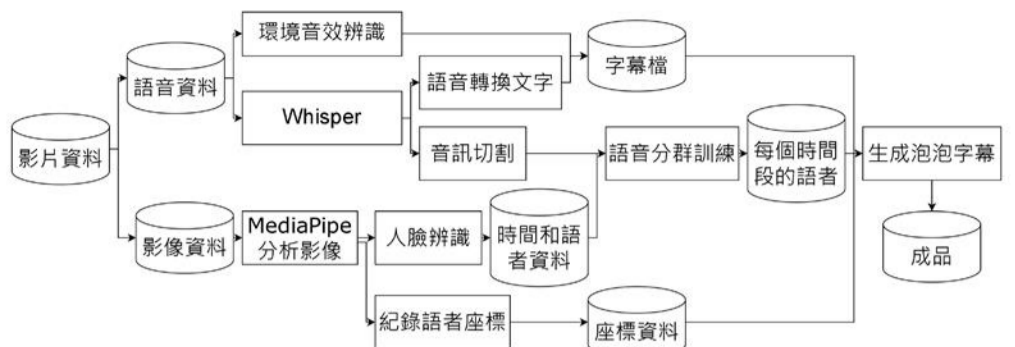 環境音效辨識
語音資料
字幕檔
語音轉換文字
Whisper
影片資料
音訊切割
語音分群訓練
每個時間
段的語者
生成泡泡字幕
影像資料
MediaPipe
分析影像
人臉辨識
時間和語
者資料
成品
紀錄語者座標
座標資料